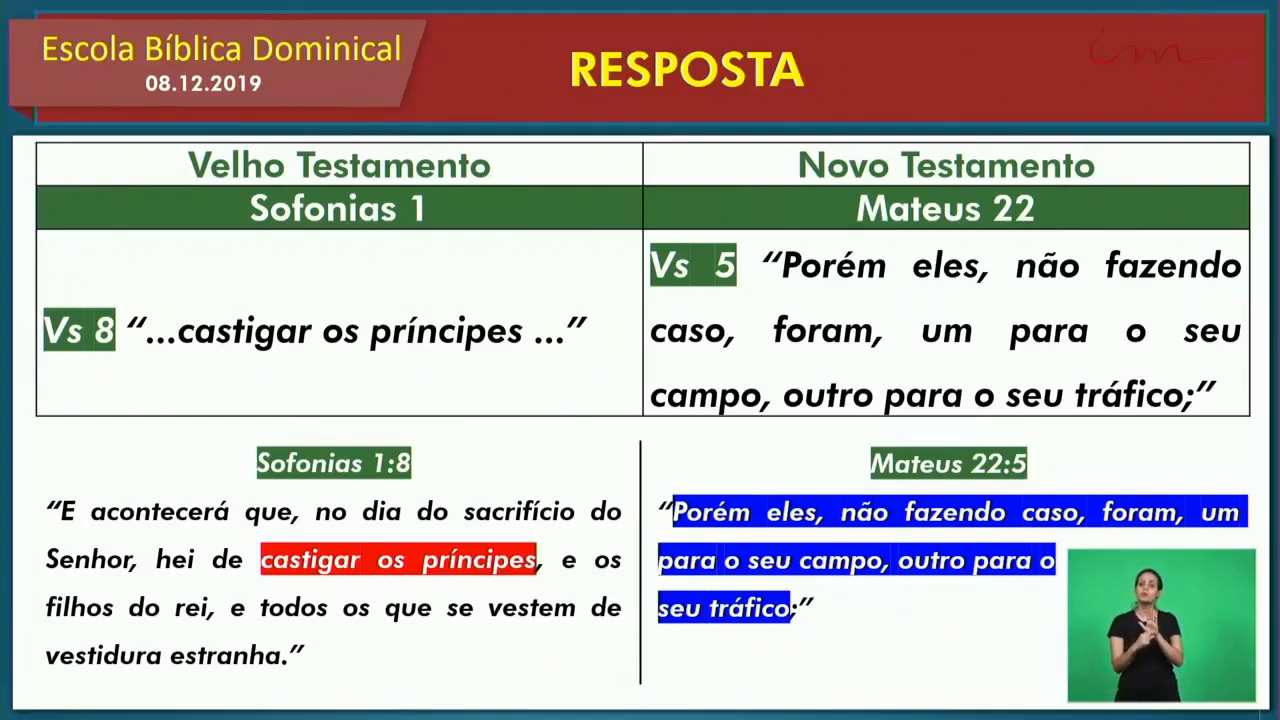 Escola Bíblica Dominical
08.12.2019
RESPOSTA
im
Velho Testamento
Novo Testamento
Sofonias 1
Mateus 22
Vs 8 “...castigar os príncipes ...”
Vs 5 “Porém eles, não fazendo
caso, foram, um para o seu
campo, outro para o seu tráfico;”
Sofonias 1:8
“E acontecerá que, no dia do sacrifício do
Senhor, hei de castigar os príncipes, e os
filhos do rei, e todos os que se vestem de
vestidura estranha.”
Mateus 22:5
“Porém eles, não fazendo caso, foram, um
para o seu campo, outro para o
seu tráfico;”